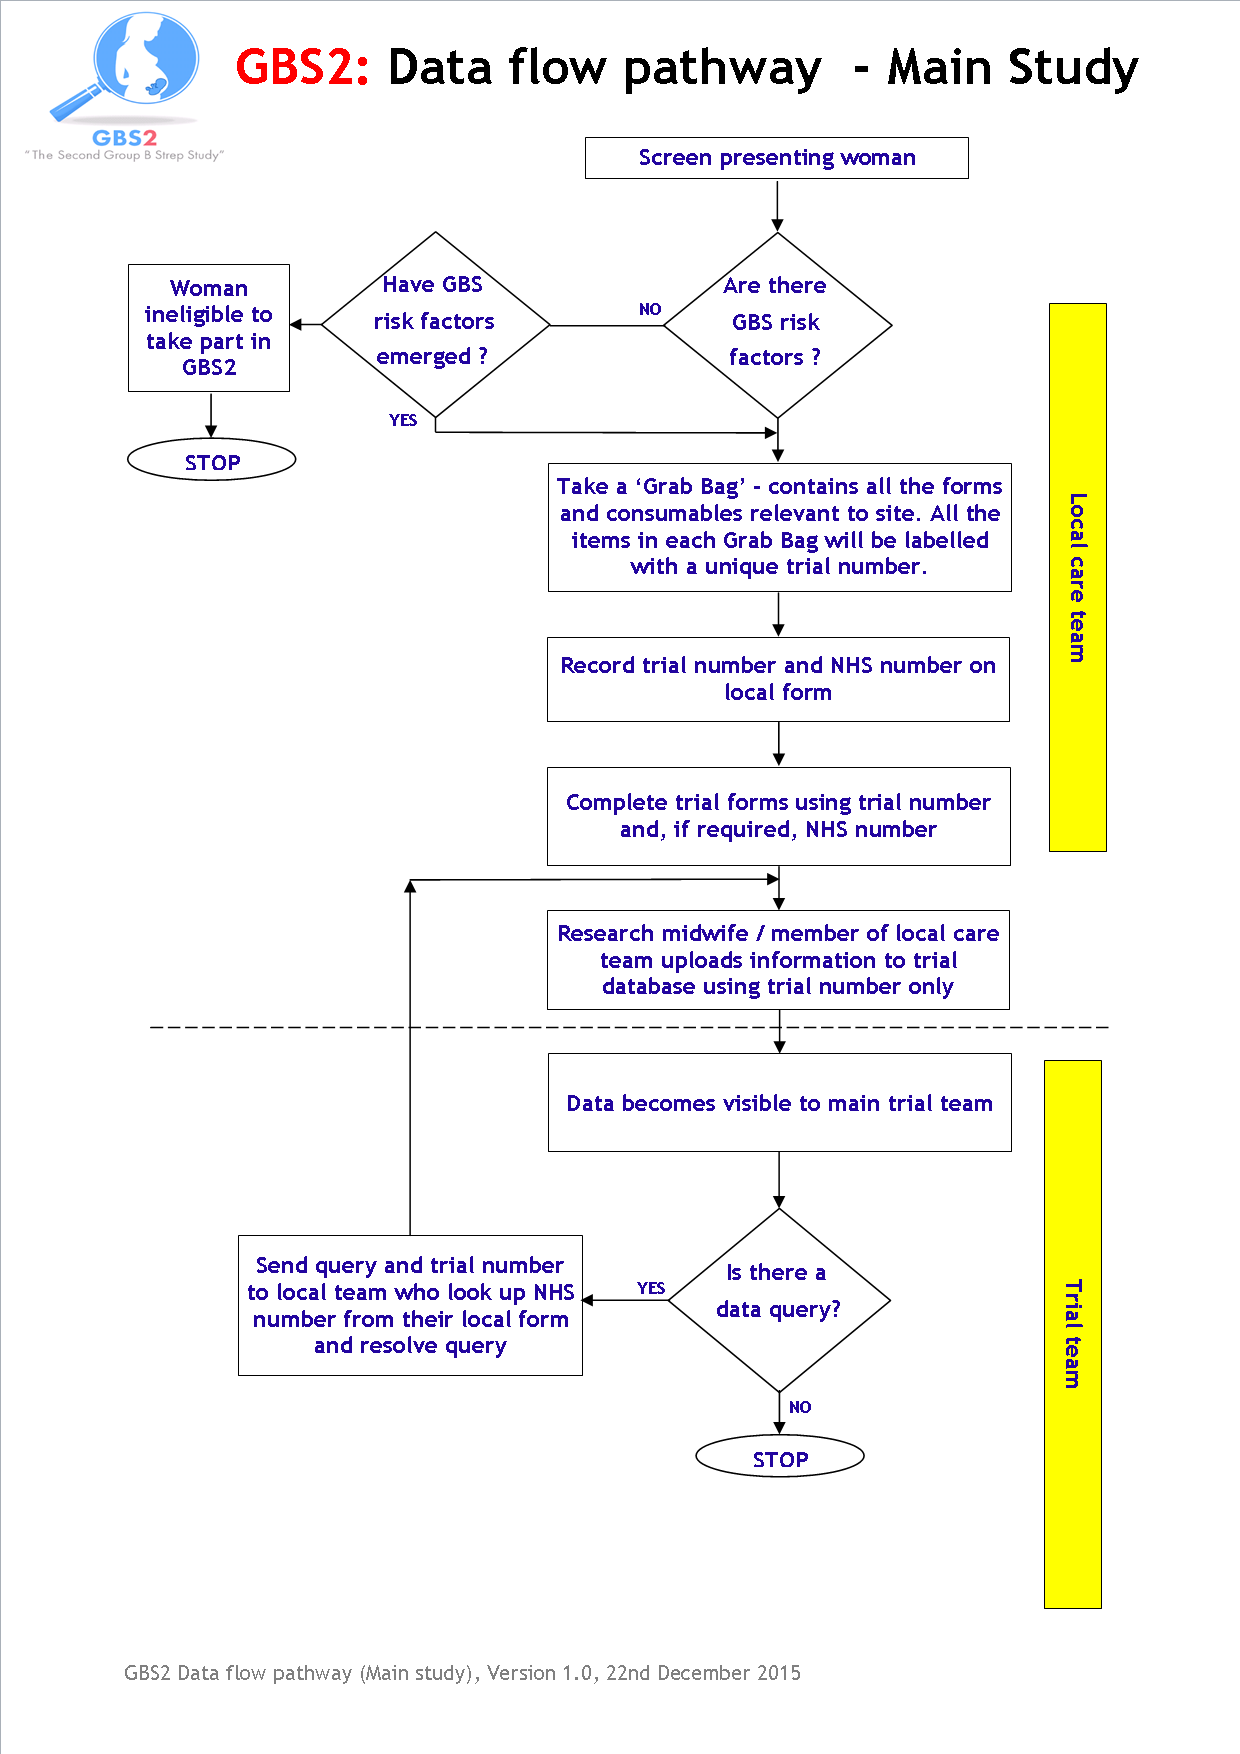 GBS2: Data flow pathway - Main Study
GBS2
“The Second Group B Strep Study”
Screen presenting woman
Are there
GBS risk
factors ?
NO
Have GBS
risk factors
emerged ?
YES
Woman
ineligible to
take part in
GBS2
STOP
Take a ‘Grab Bag’ - contains all the forms
and consumables relevant to site. All the
items in each Grab Bag will be labelled
with a unique trial number.
Record trial number and NHS number on
local form
Complete trial forms using trial number
and, if required, NHS number
Research midwife / member of local care
team uploads information to trial
database using trial number only
Local care team
Data becomes visible to main trial team
Is there a
data query?
YES
Send query and trial number
to local team who look up NHS
number from their local form
and resolve query
NO
STOP
Trial team
GBS2 Data flow pathway (Main study), Version 1.0, 22nd December 2015